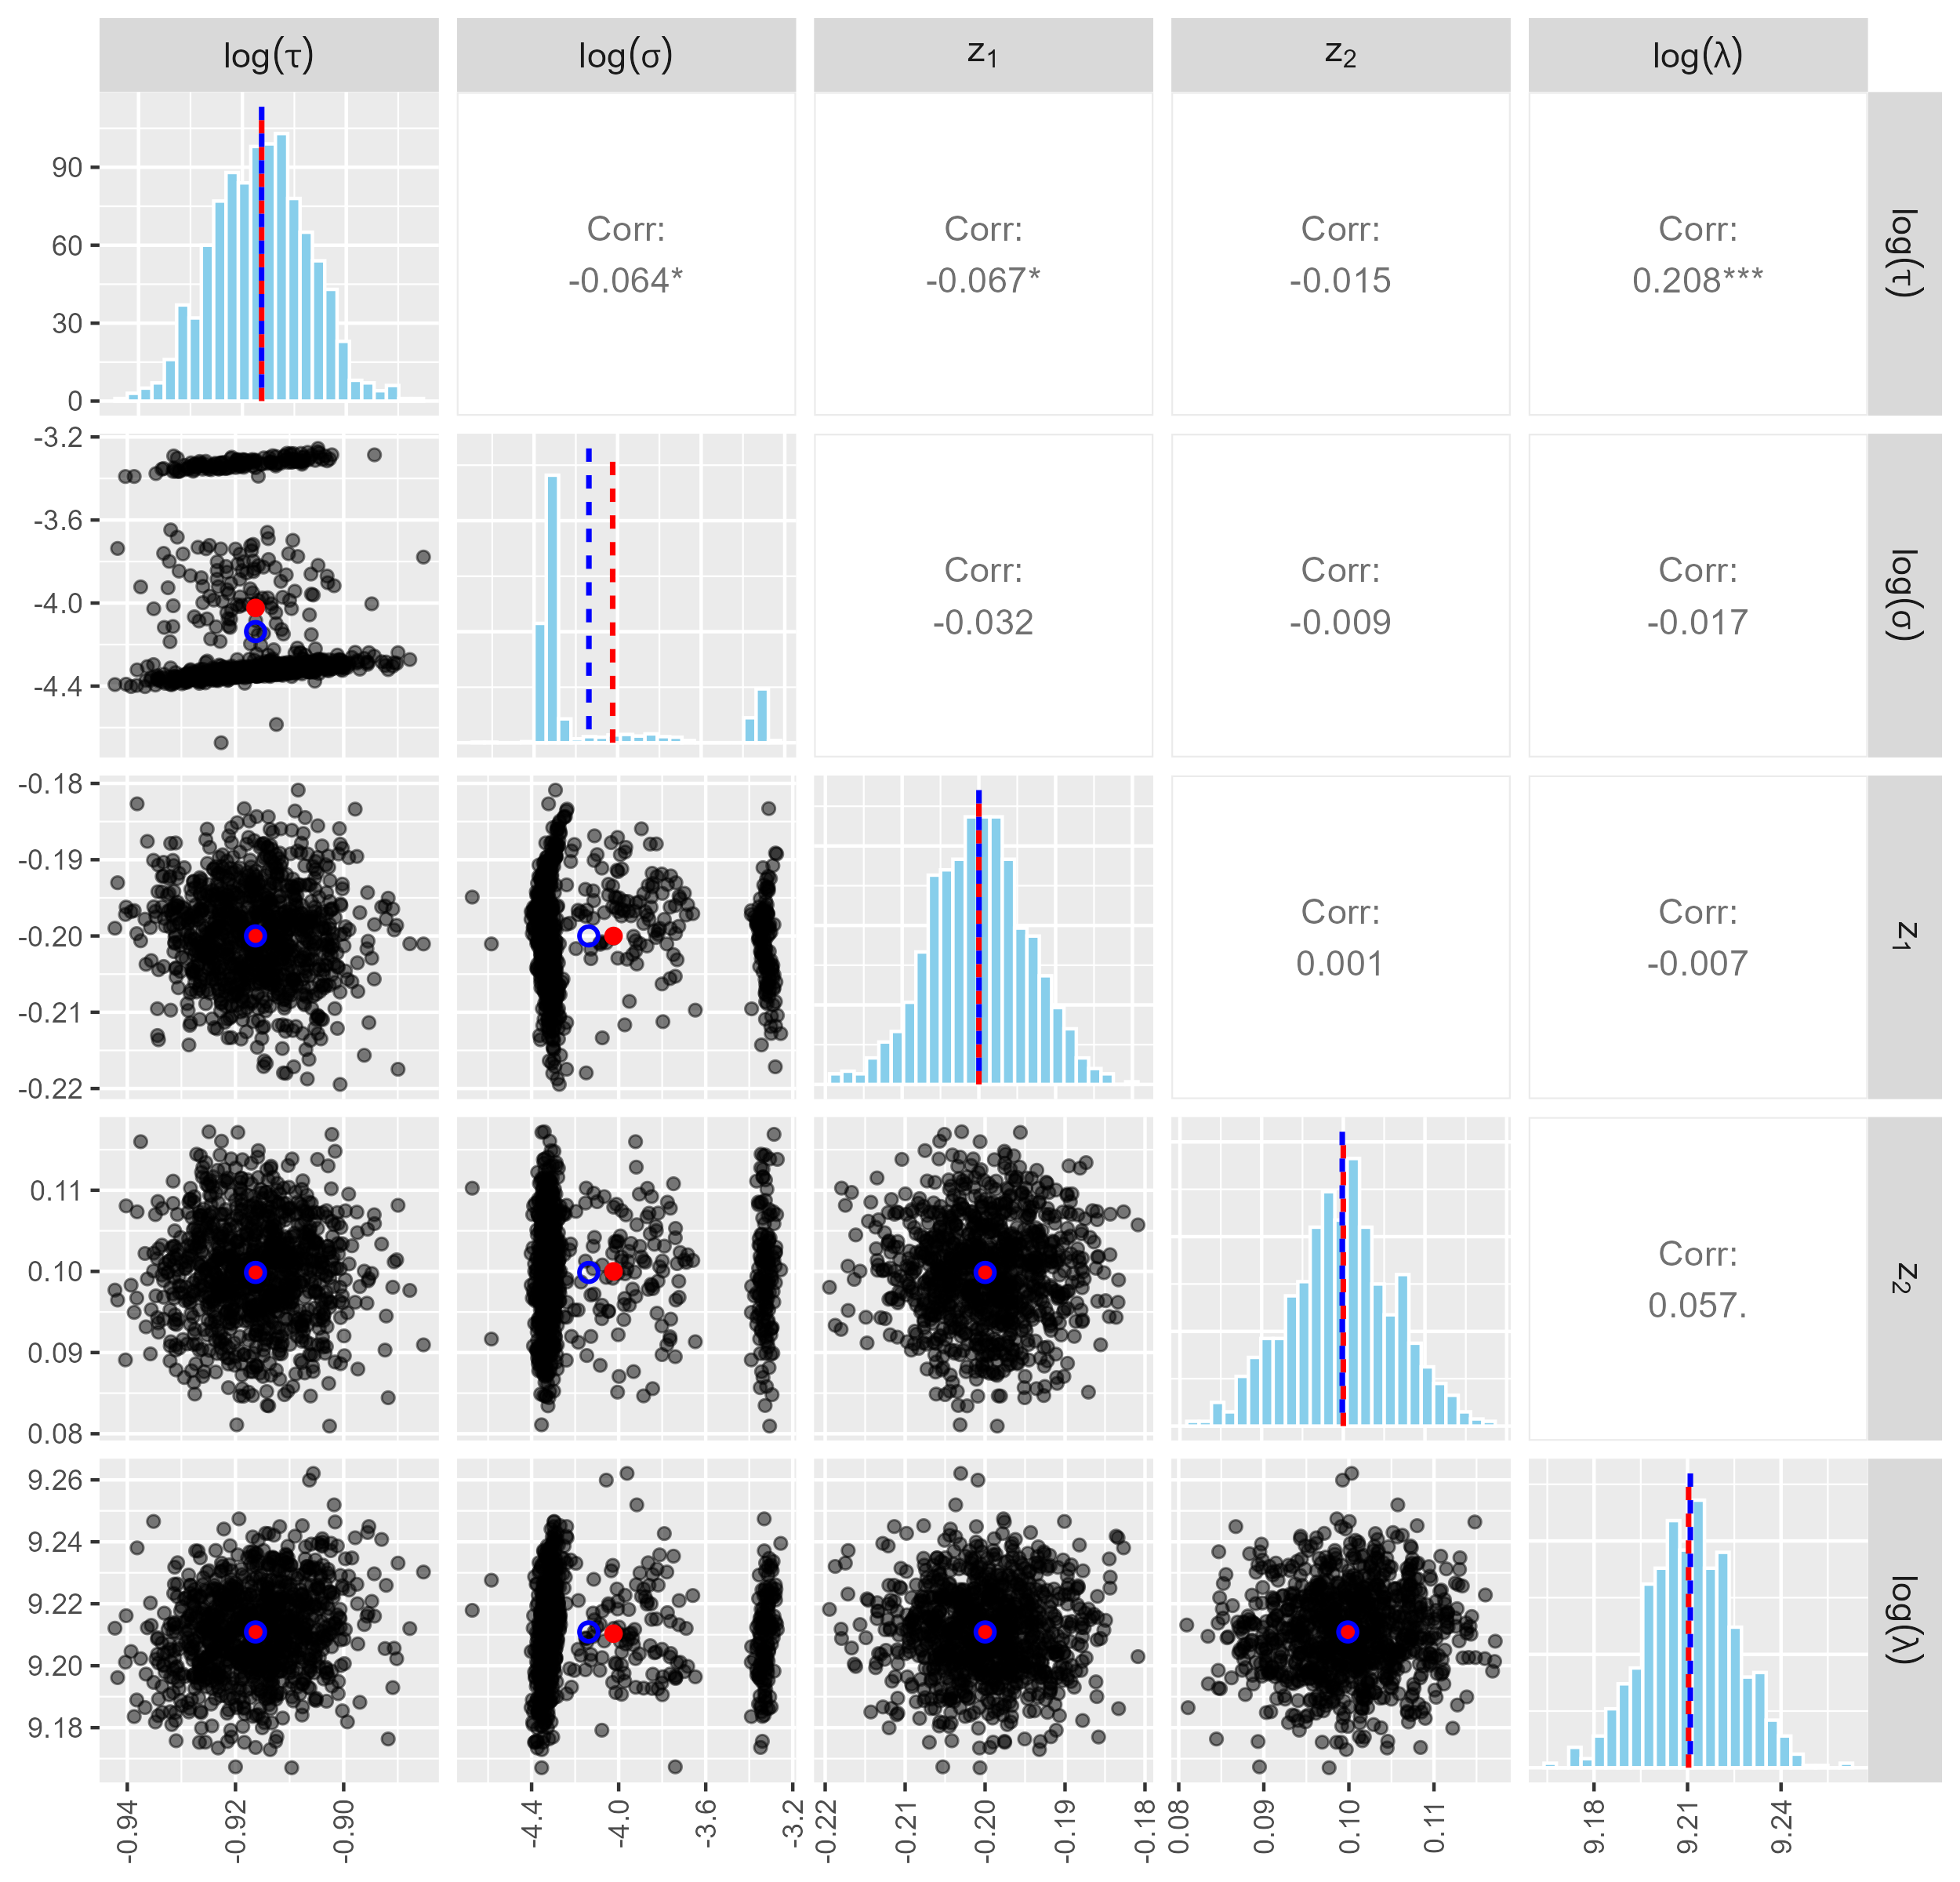 log(τ) log(σ) z₁ z₂ log(λ)
90
60
30
0
Corr:
-0.064*
Corr:
-0.067*
Corr:
-0.015
Corr:
0.208***
log(τ)
-3.2
-3.6
-4.0
-4.4
Corr:
-0.032
Corr:
-0.009
Corr:
-0.017
log(σ)
-0.18
-0.19
-0.20
-0.21
-0.22
Corr:
0.001
Corr:
-0.007
z₁
0.11
0.10
0.09
0.08
Corr:
0.057.
z₂
9.26
9.24
9.22
9.20
9.18
log(λ)
-0.94 -0.92 -0.90 -4.4 -4.0 -3.6 -3.2 -0.22 -0.21 -0.20 -0.19 -0.18 0.08 0.09 0.10 0.11 9.18 9.21 9.24